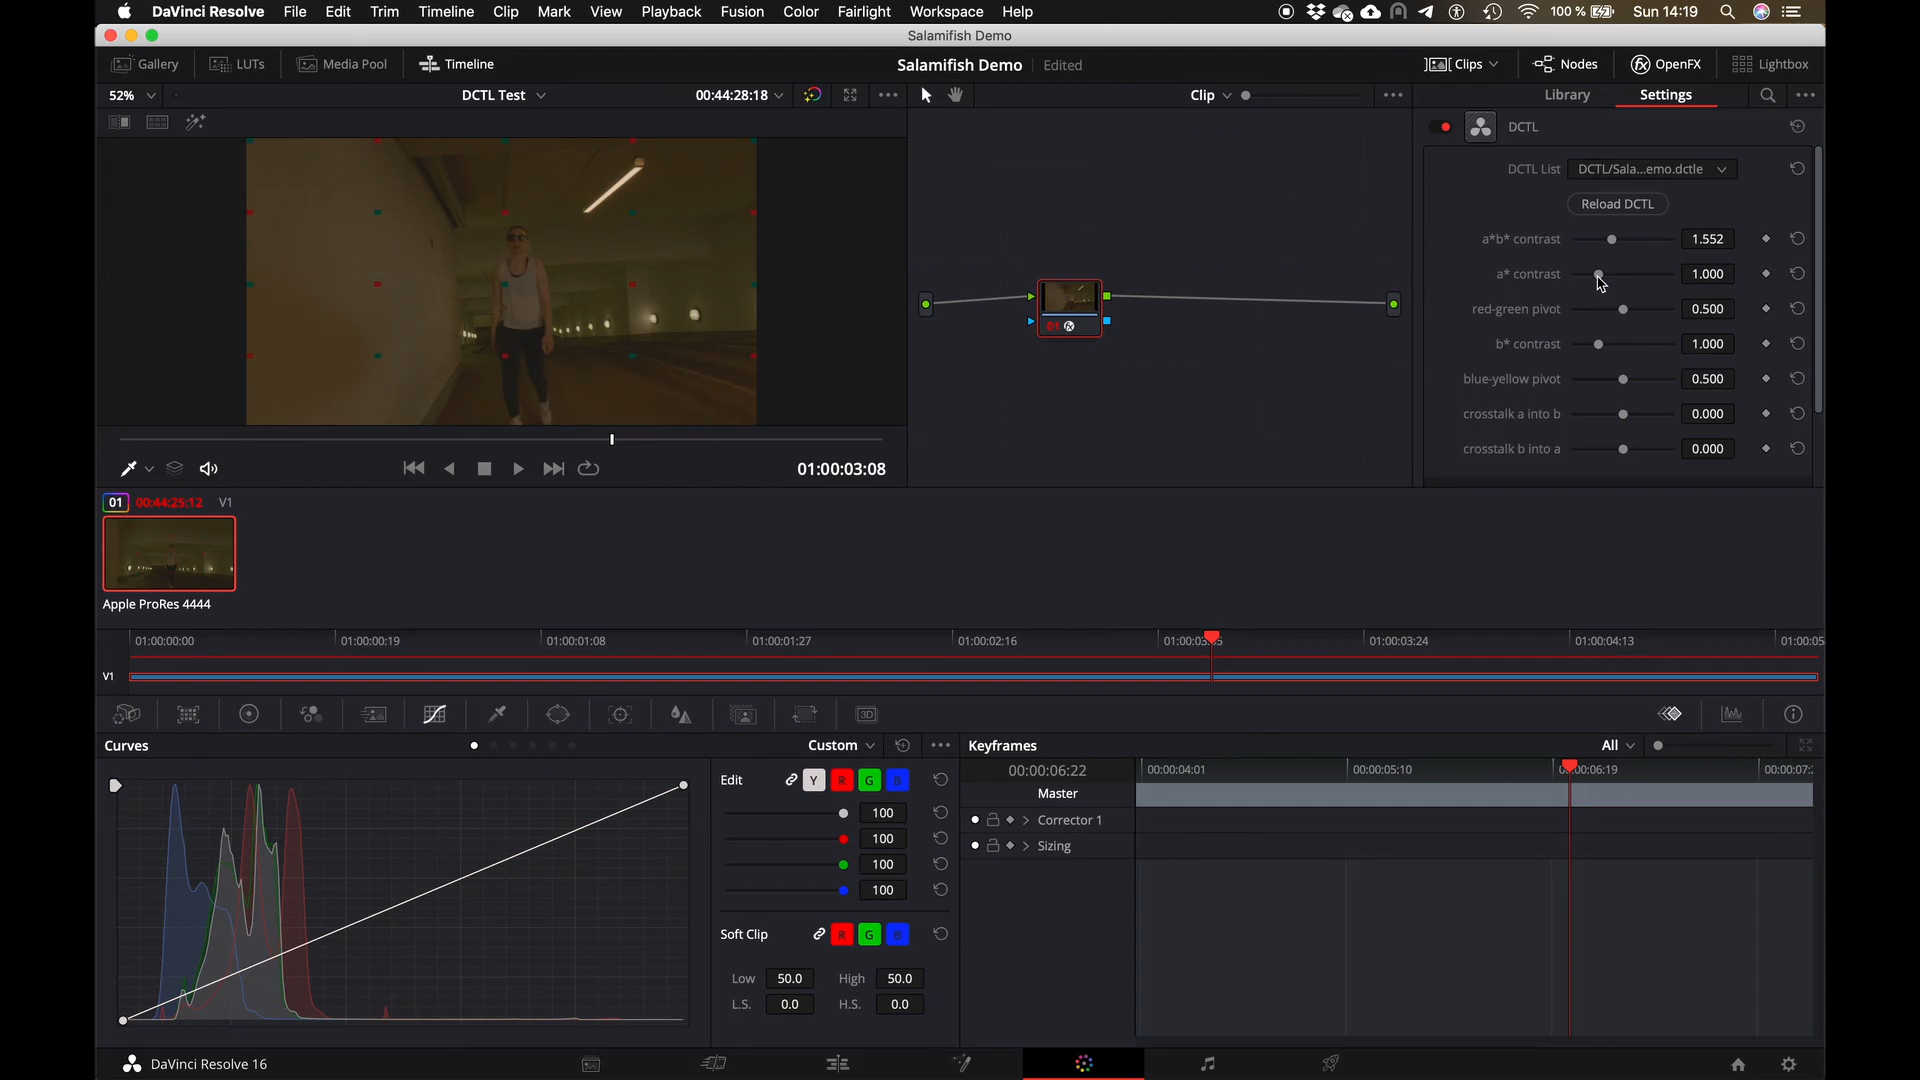 DaVinci Resolve File Edit Trim Timeline Clip Mark View Playback Fusion Color Fairlight Workspace Help 100 % Sun 14:19
Salamifish Demo
Gallery LUTs Media Pool Timeline Salamifish Demo Edited Clips Nodes OpenFX Lightbox
52% DCTL Test 00:44:28:18 Clip Library Settings
DCTL
DCTL List DCTL/Sala...emo.dctle
Reload DCTL
a*b* contrast 1.552
a* contrast 1.000
red-green pivot 0.500
b* contrast 1.000
blue-yellow pivot 0.500
crosstalk a into b 0.000
crosstalk b into a 0.000
01 fx
01:00:03:08
01 00:44:25:12 V1
Apple ProRes 4444
01:00:00:00 01:00:00:19 01:00:01:08 01:00:01:27 01:00:02:16 01:00:03:05 01:00:03:24 01:00:04:13 01:00:05
V1
3D
Curves Custom Keyframes All
00:00:06:22 00:00:04:01 00:00:05:10 00:00:06:19 00:00:07:
Edit Y R G B
Master
100
Corrector 1
100
Sizing
100
100
Soft Clip R G B
Low 50.0 High 50.0
L.S. 0.0 H.S. 0.0
DaVinci Resolve 16